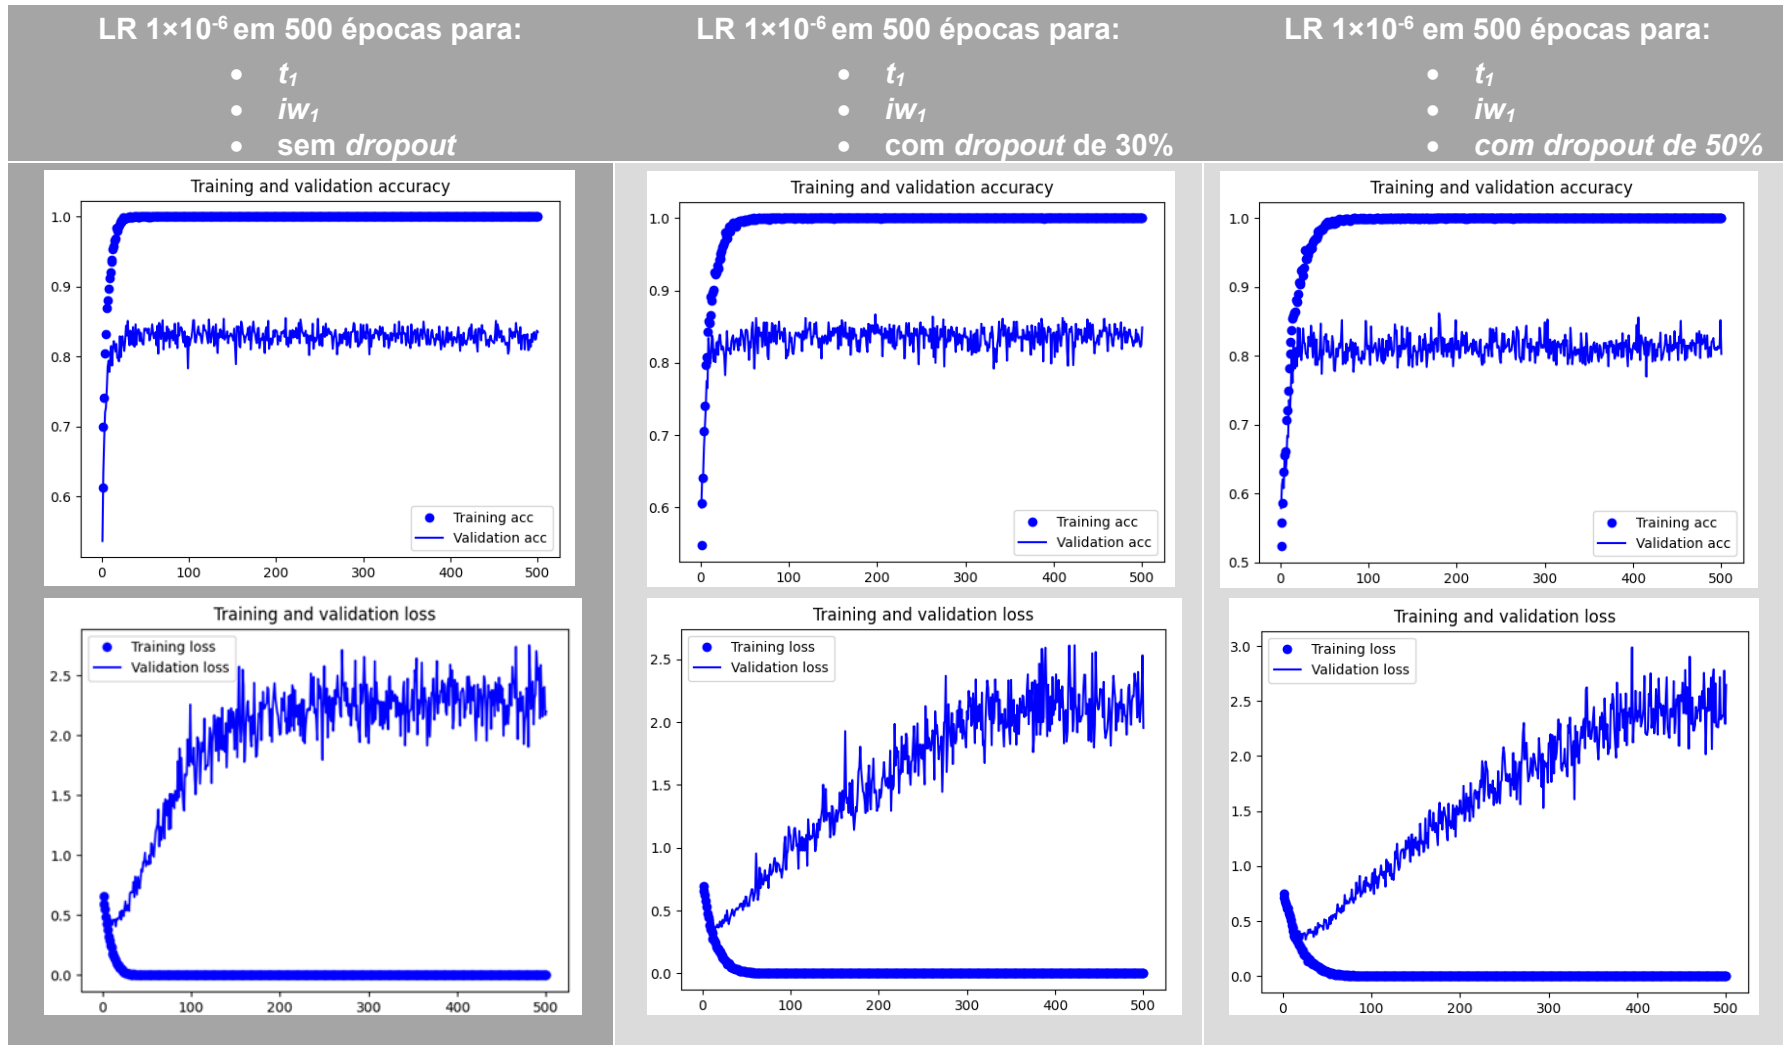 LR 1×10⁻⁶ em 500 épocas para:
• t₁
• iw₁
• sem dropout
LR 1×10⁻⁶ em 500 épocas para:
• t₁
• iw₁
• com dropout de 30%
LR 1×10⁻⁶ em 500 épocas para:
• t₁
• iw₁
• com dropout de 50%
Training and validation accuracy
1.0
0.9
0.8
0.7
0.6
Training acc
Validation acc
0 100 200 300 400 500
Training and validation accuracy
1.0
0.9
0.8
0.7
0.6
Training acc
Validation acc
0 100 200 300 400 500
Training and validation accuracy
1.0
0.9
0.8
0.7
0.6
0.5
Training acc
Validation acc
0 100 200 300 400 500
Training and validation loss
Training loss
Validation loss
2.5
2.0
1.5
1.0
0.5
0.0
0 100 200 300 400 500
Training and validation loss
Training loss
Validation loss
2.5
2.0
1.5
1.0
0.5
0.0
0 100 200 300 400 500
Training and validation loss
Training loss
Validation loss
3.0
2.5
2.0
1.5
1.0
0.5
0.0
0 100 200 300 400 500